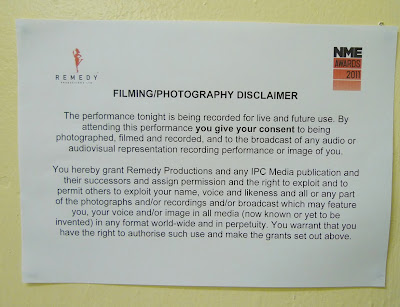 REMEDY
NME
AWARDS
2011
FILMING/PHOTOGRAPHY DISCLAIMER
The performance tonight is being recorded for live and future use. By
attending this performance you give your consent to being
photographed, filmed and recorded, and to the broadcast of any audio or
audiovisual representation recording performance or image of you.
You hereby grant Remedy Productions and any IPC Media publication and
their successors and assign permission and the right to exploit and to
permit others to exploit your name, voice and likeness and all or any part
of the photographs and/or recordings and/or broadcast which may feature
you, your voice and/or image in all media (now known or yet to be
invented) in any format world-wide and in perpetuity. You warrant that you
have the right to authorise such use and make the grants set out above.